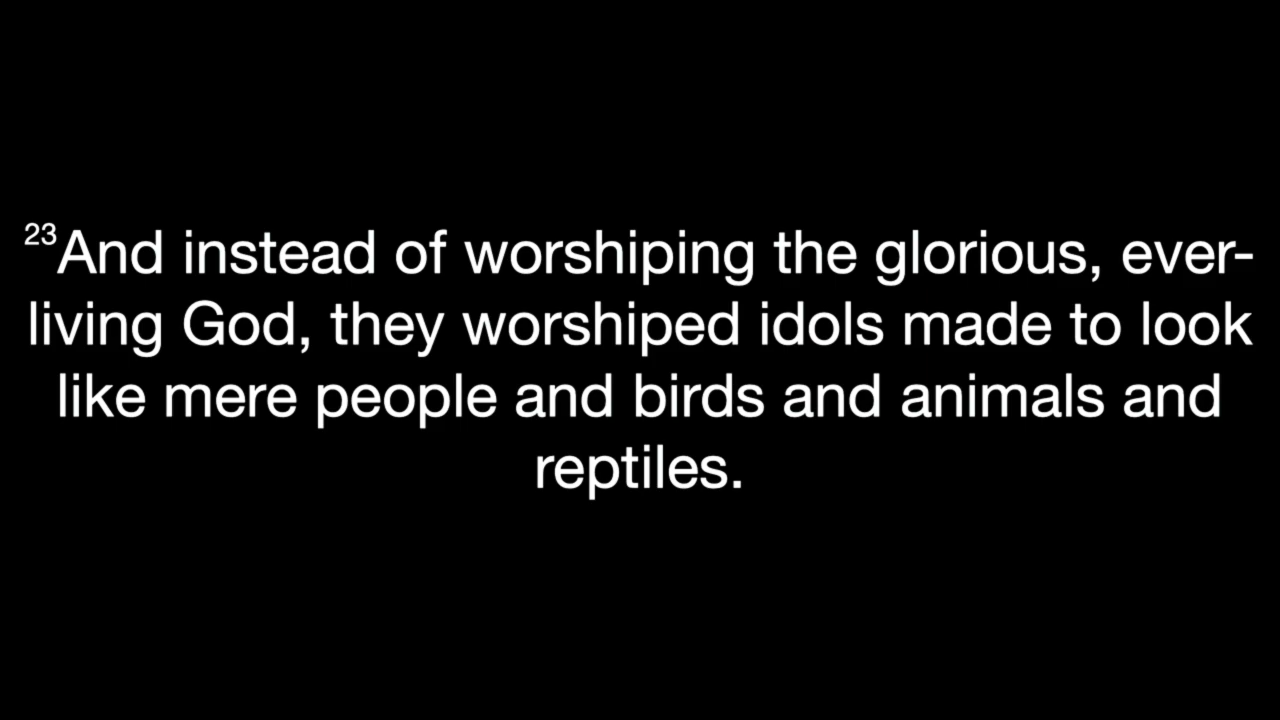 23And instead of worshiping the glorious, ever-
living God, they worshiped idols made to look
like mere people and birds and animals and
reptiles.